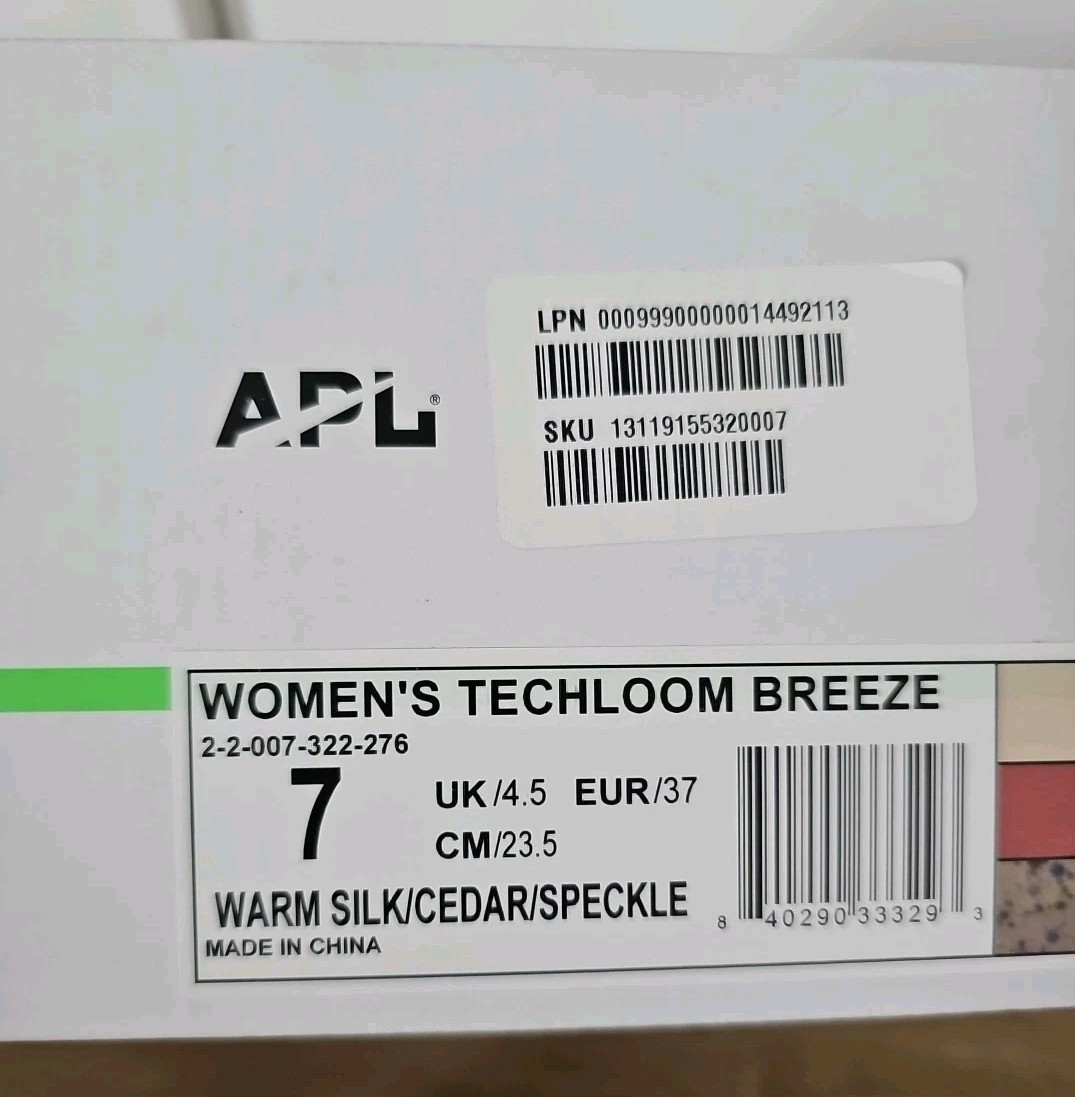 LPN 00099900000014492113
APL®
SKU 13119155320007
WOMEN'S TECHLOOM BREEZE
2-2-007-322-276
7
UK/4.5 EUR/37
CM/23.5
WARM SILK/CEDAR/SPECKLE
8 40290 33329 3
MADE IN CHINA